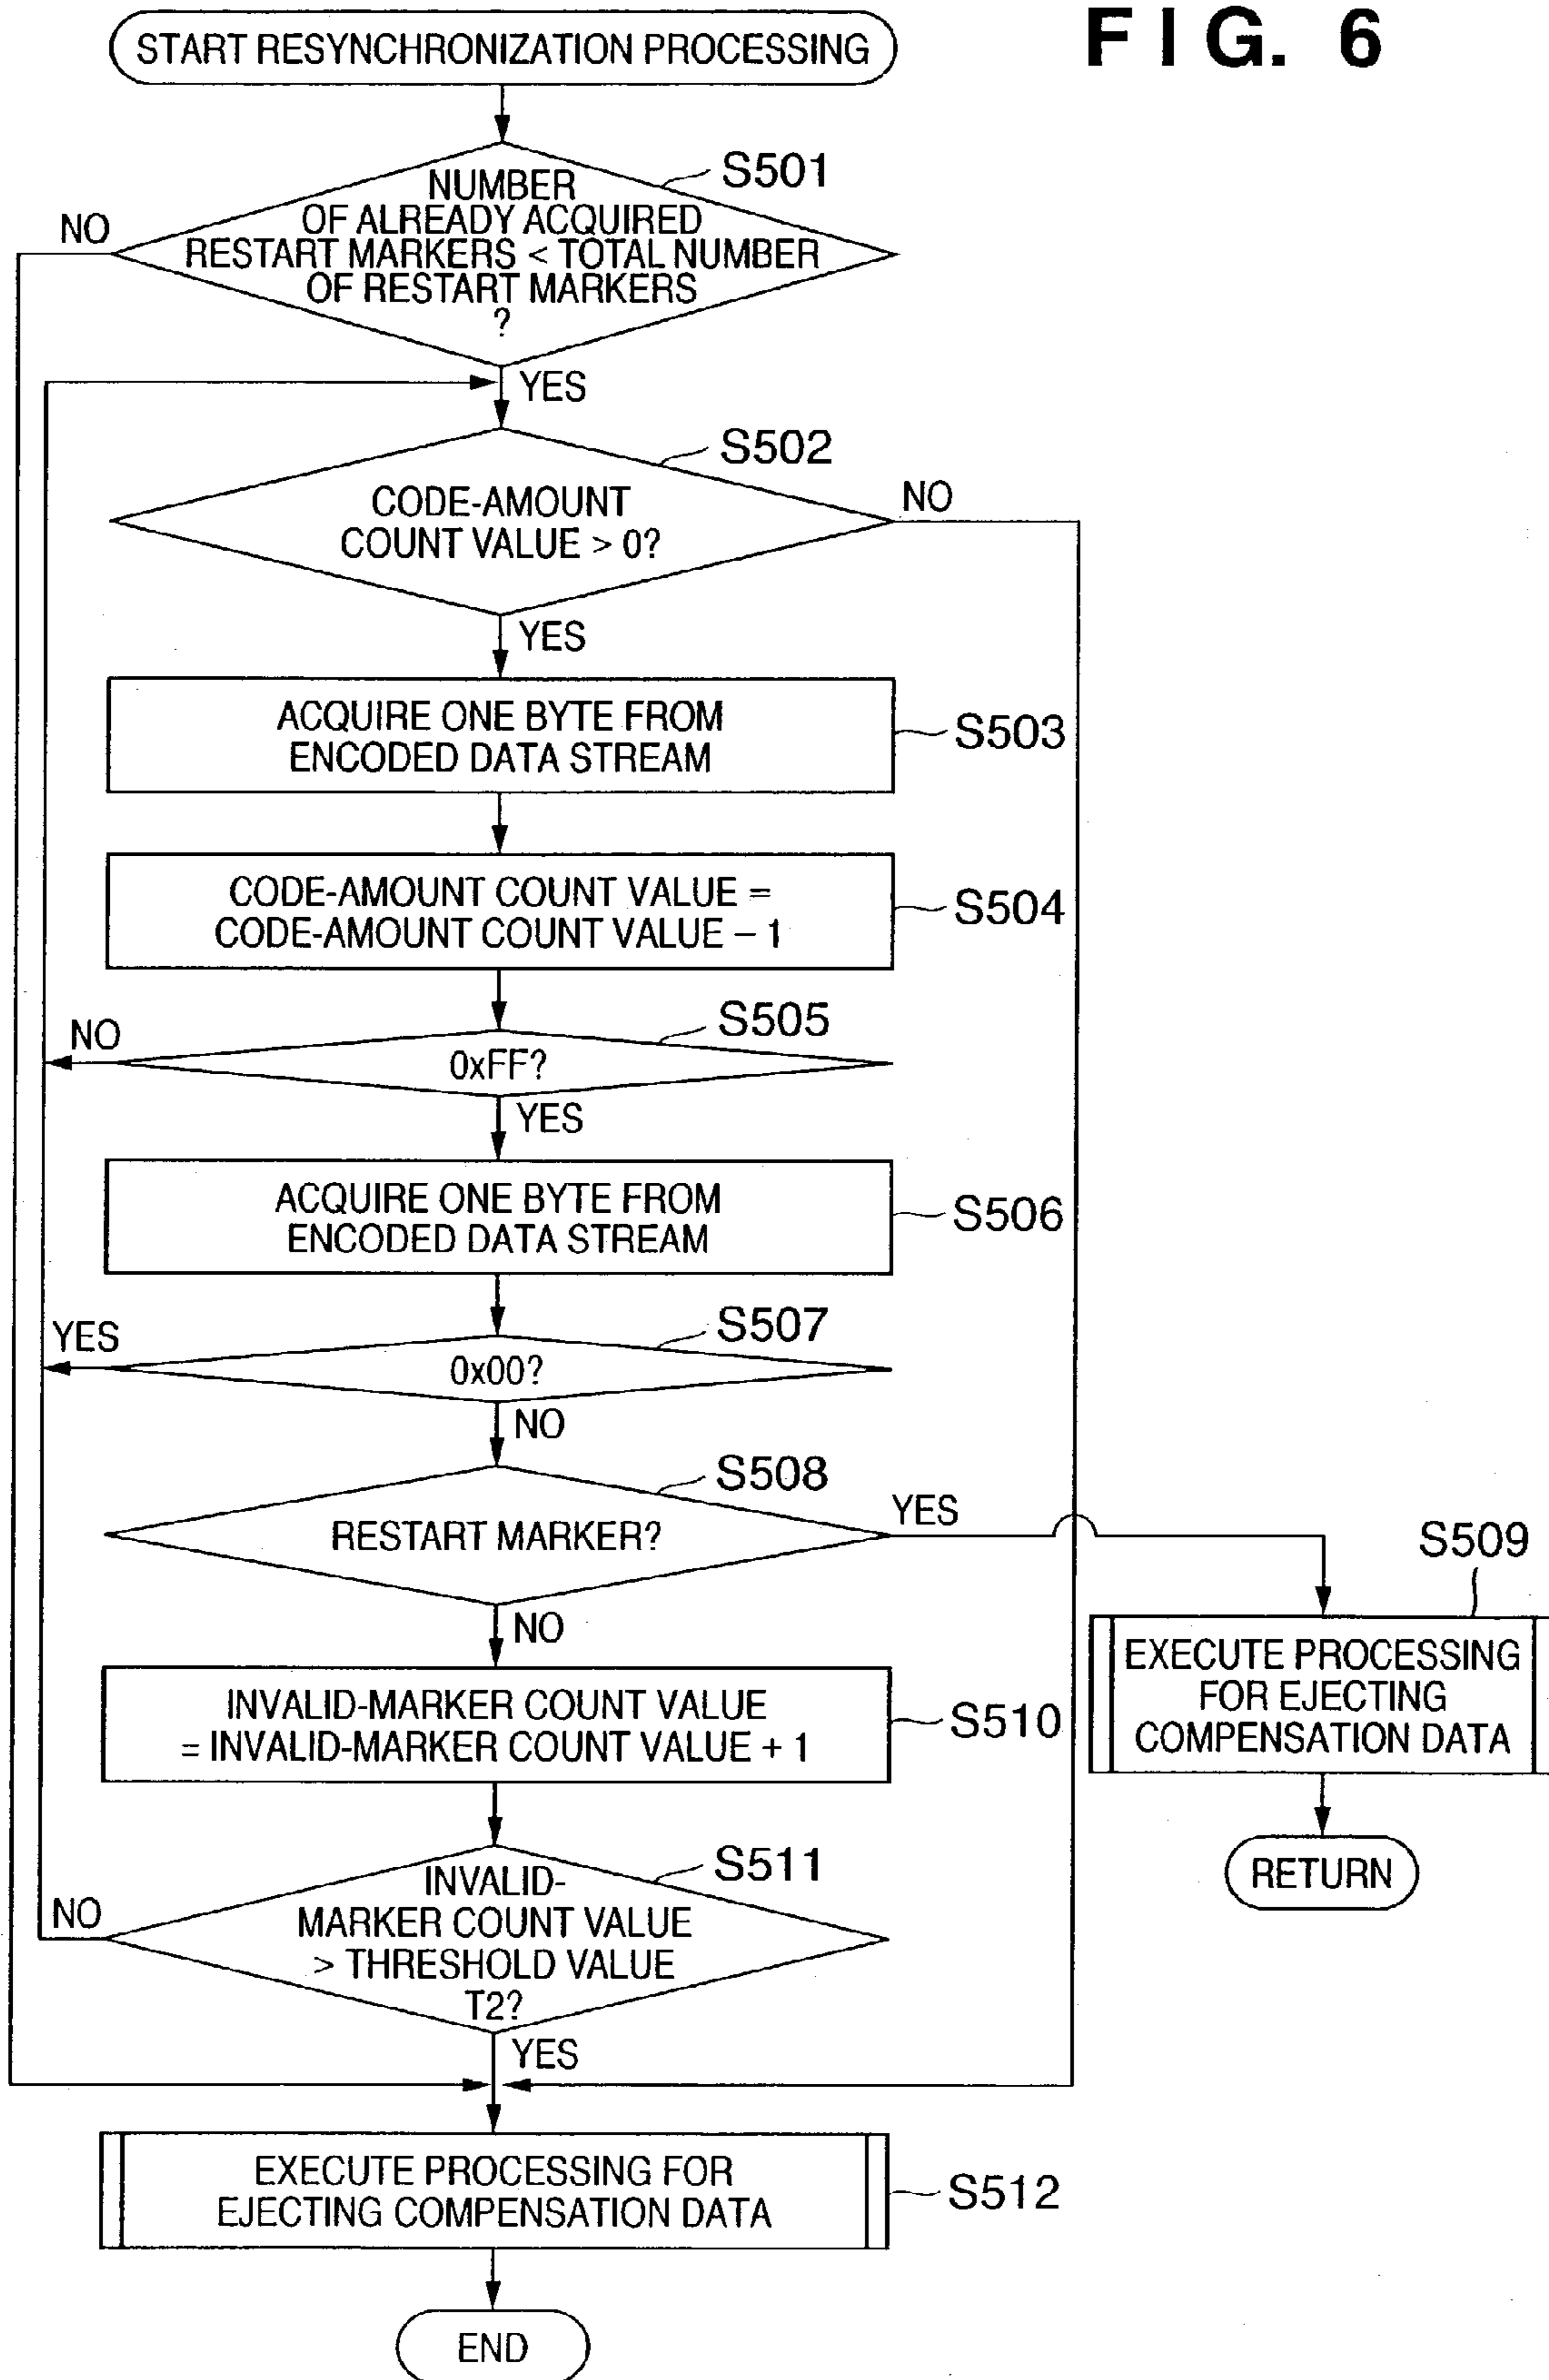 FIG. 6
START RESYNCHRONIZATION PROCESSING
S501
NUMBER
OF ALREADY ACQUIRED
RESTART MARKERS < TOTAL NUMBER
OF RESTART MARKERS
?
NO
YES
S502
CODE-AMOUNT
COUNT VALUE > 0?
NO
YES
ACQUIRE ONE BYTE FROM
ENCODED DATA STREAM
S503
CODE-AMOUNT COUNT VALUE =
CODE-AMOUNT COUNT VALUE – 1
S504
S505
NO
0xFF?
YES
ACQUIRE ONE BYTE FROM
ENCODED DATA STREAM
S506
S507
YES
0x00?
NO
S508
RESTART MARKER?
YES
NO
S509
EXECUTE PROCESSING
FOR EJECTING
COMPENSATION DATA
RETURN
INVALID-MARKER COUNT VALUE
= INVALID-MARKER COUNT VALUE + 1
S510
S511
INVALID-
MARKER COUNT VALUE
> THRESHOLD VALUE
T2?
NO
YES
EXECUTE PROCESSING FOR
EJECTING COMPENSATION DATA
S512
END